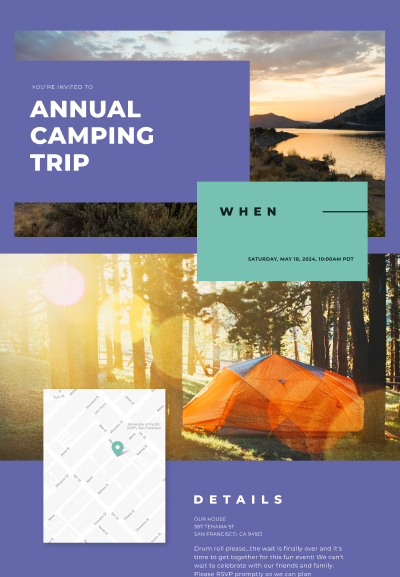 YOU'RE INVITED TO
ANNUAL
CAMPING
TRIP
WHEN
SATURDAY, MAY 18, 2024, 10:00AM PDT
University of Pacific
DETAILS
OUR HOUSE
387 TEHAMA ST
SAN FRANCISCO, CA 94103
Drum roll please...the wait is finally over and it's
time to get together for this fun event! We can't
wait to celebrate with our friends and family.
Please RSVP promptly so we can plan